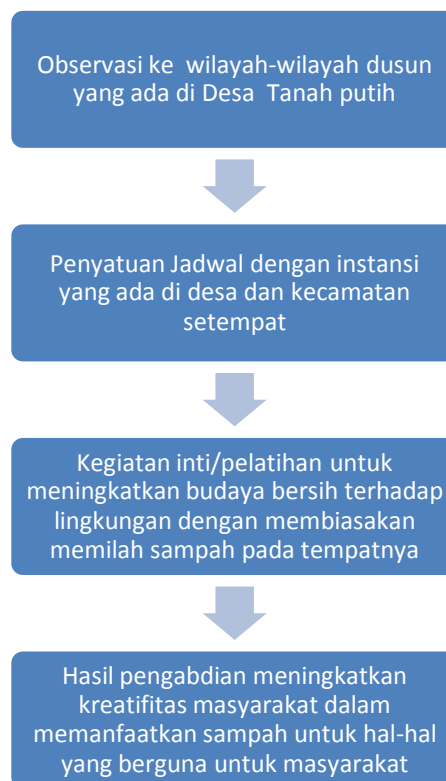 Observasi ke wilayah-wilayah dusun
yang ada di Desa Tanah putih
Penyatuan Jadwal dengan instansi
yang ada di desa dan kecamatan
setempat
Kegiatan inti/pelatihan untuk
meningkatkan budaya bersih terhadap
lingkungan dengan membiasakan
memilah sampah pada tempatnya
Hasil pengabdian meningkatkan
kreatifitas masyarakat dalam
memanfaatkan sampah untuk hal-hal
yang berguna untuk masyarakat